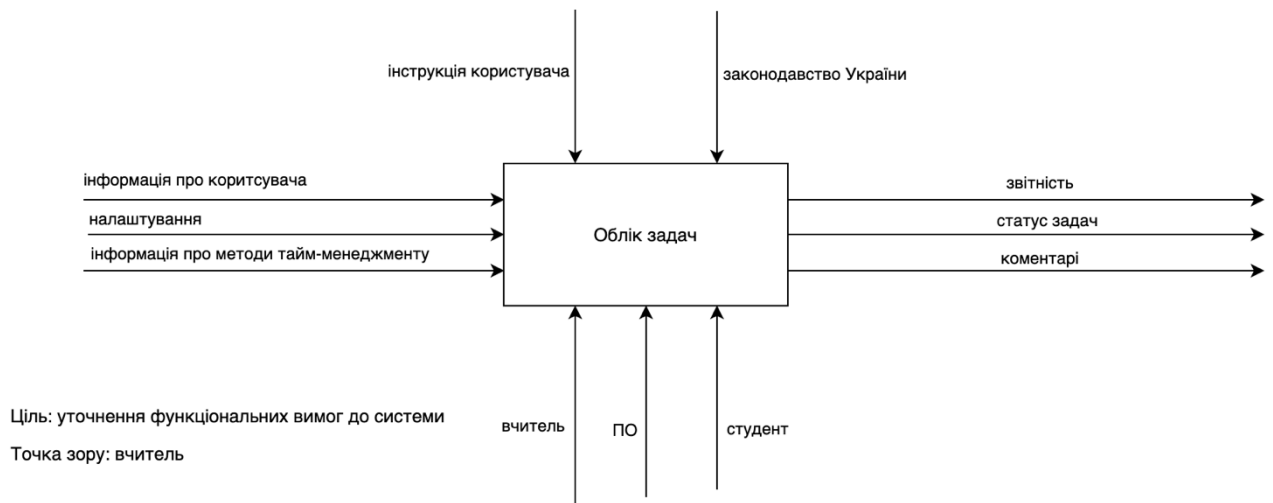 інструкція користувача
законодавство України
інформація про коритсувача
налаштування
інформація про методи тайм-менеджменту
Облік задач
звітність
статус задач
коментарі
вчитель
ПО
студент
Ціль: уточнення функціональних вимог до системи
Точка зору: вчитель